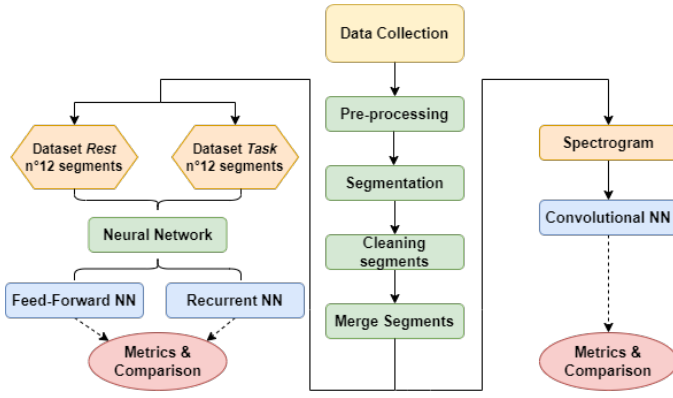 Data Collection
Pre-processing
Segmentation
Cleaning
segments
Merge Segments
Dataset Rest
n°12 segments
Dataset Task
n°12 segments
Neural Network
Feed-Forward NN
Recurrent NN
Metrics &
Comparison
Spectrogram
Convolutional NN
Metrics &
Comparison